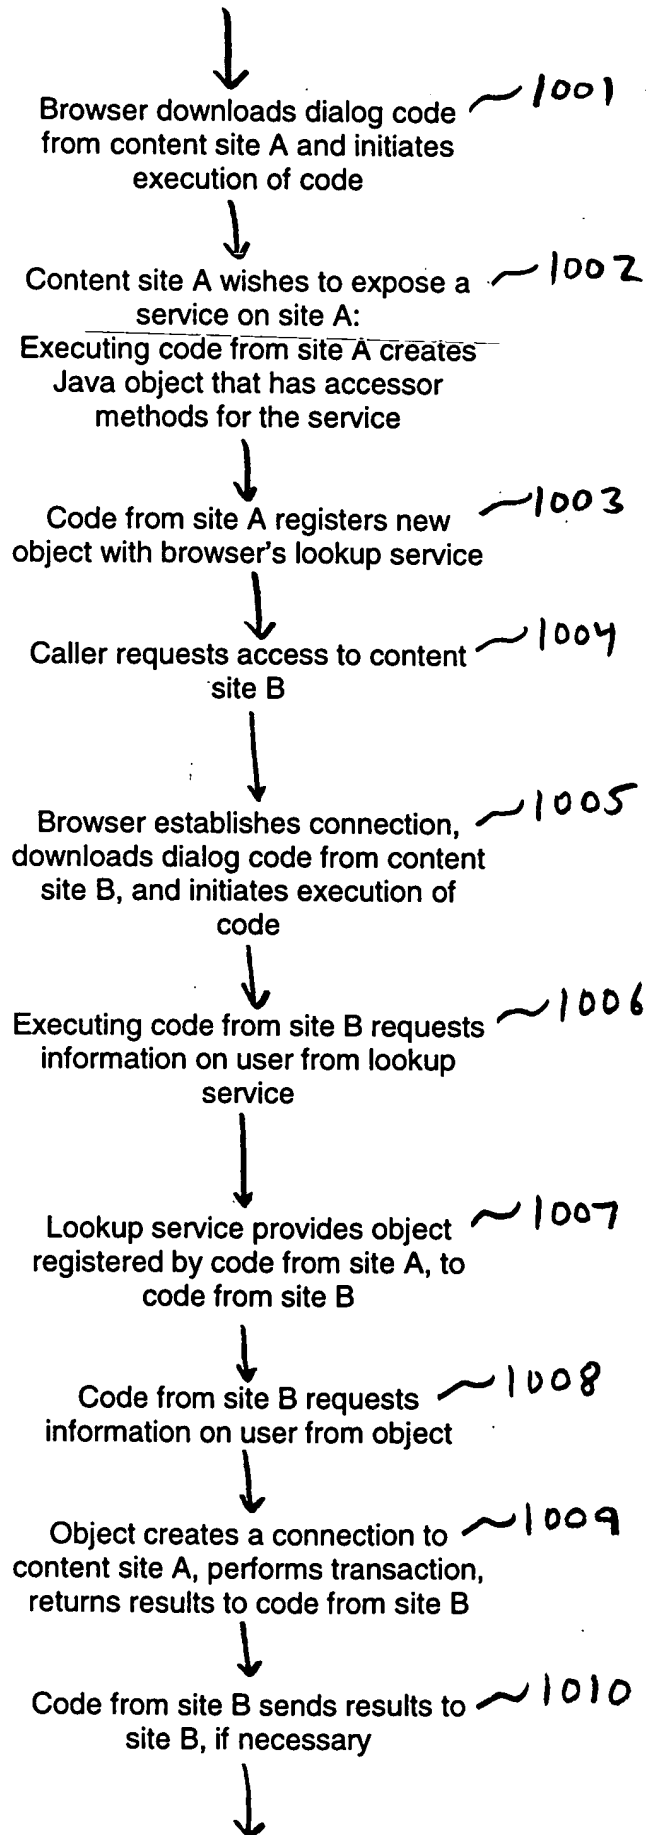 Browser downloads dialog code 1001
from content site A and initiates
execution of code
Content site A wishes to expose a 1002
service on site A:
Executing code from site A creates
Java object that has accessor
methods for the service
Code from site A registers new 1003
object with browser's lookup service
Caller requests access to content 1004
site B
Browser establishes connection, 1005
downloads dialog code from content
site B, and initiates execution of
code
Executing code from site B requests 1006
information on user from lookup
service
Lookup service provides object 1007
registered by code from site A, to
code from site B
Code from site B requests 1008
information on user from object
Object creates a connection to 1009
content site A, performs transaction,
returns results to code from site B
Code from site B sends results to 1010
site B, if necessary